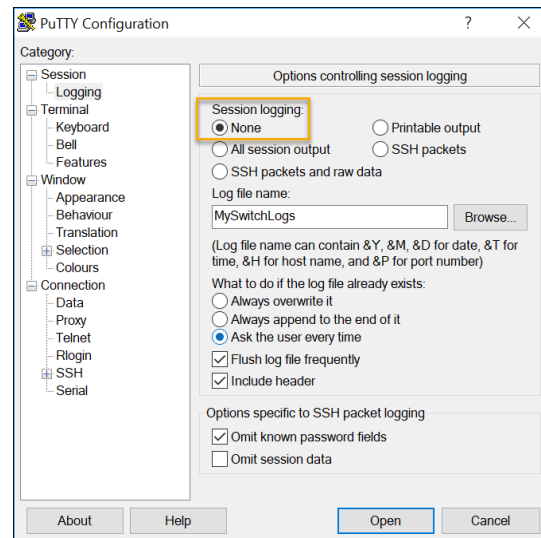 PuTTY Configuration
?
Category:
Session
Logging
Terminal
Keyboard
Bell
Features
Window
Appearance
Behaviour
Translation
Selection
Colours
Connection
Data
Proxy
Telnet
Rlogin
SSH
Serial
Options controlling session logging
Session logging:
None Printable output
All session output SSH packets
SSH packets and raw data
Log file name:
MySwitchLogs Browse...
(Log file name can contain &Y, &M, &D for date, &T for
time, &H for host name, and &P for port number)
What to do if the log file already exists:
Always overwrite it
Always append to the end of it
Ask the user every time
Flush log file frequently
Include header
Options specific to SSH packet logging
Omit known password fields
Omit session data
About Help Open Cancel